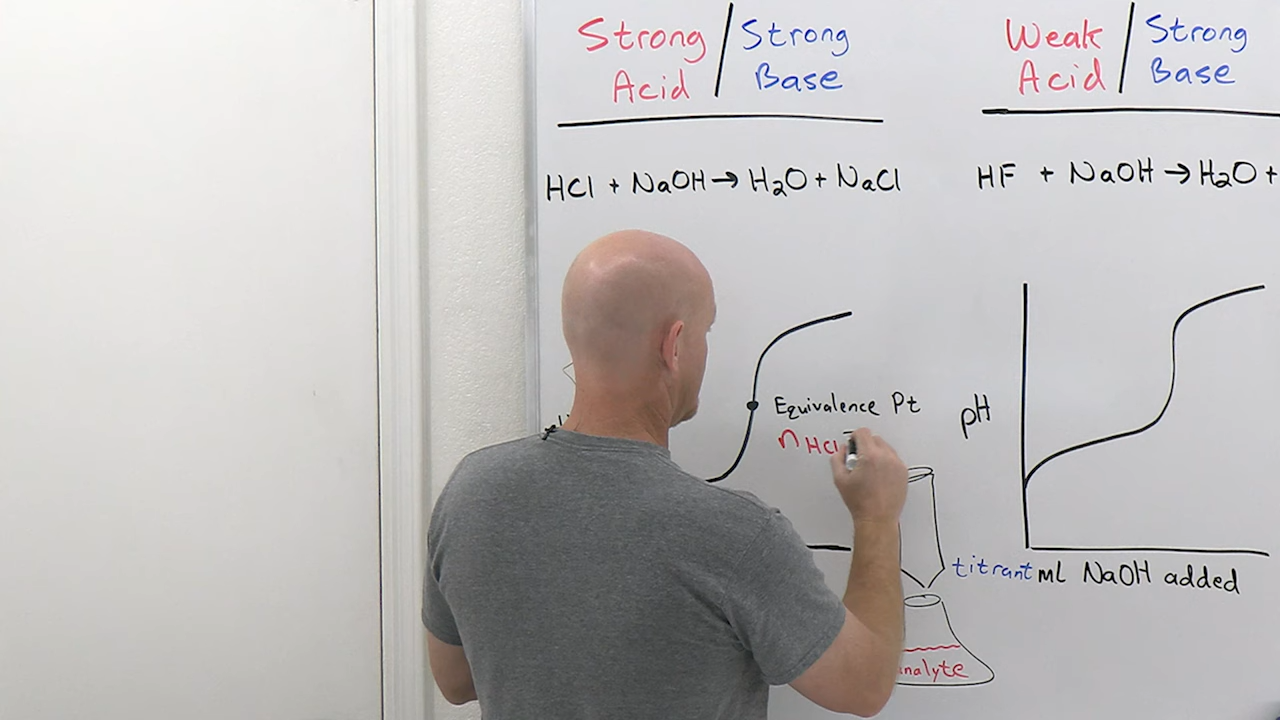 Strong Acid / Strong Base
HCl + NaOH → H₂O + NaCl
Equivalence Pt
n HCl
Weak Acid / Strong Base
HF + NaOH → H₂O +
pH
titrant ml NaOH added
analyte